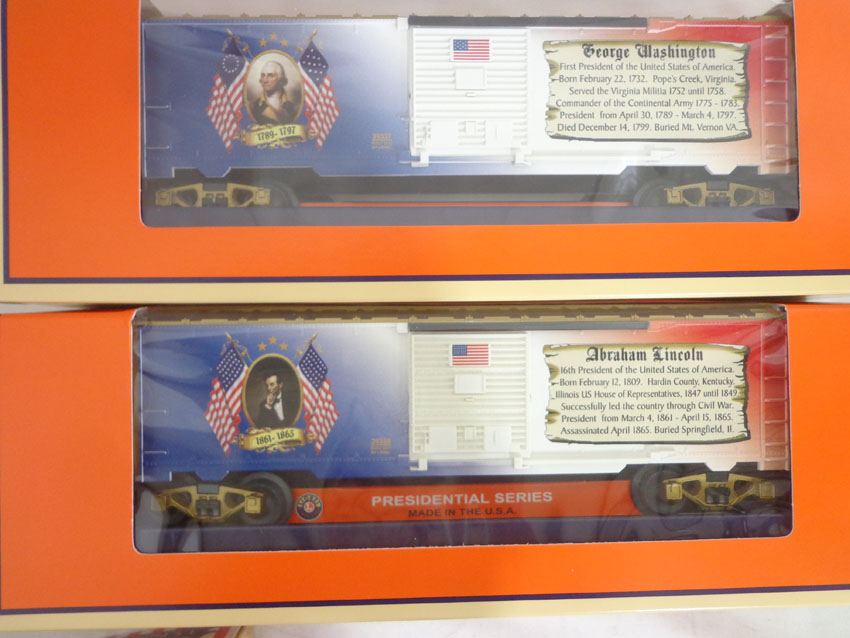 George Washington
First President of the United States of America.
Born February 22, 1732. Pope's Creek, Virginia.
Served the Virginia Militia 1752 until 1758.
Commander of the Continental Army 1775 - 1783.
President from April 30, 1789 - March 4, 1797.
Died December 14, 1799. Buried Mt. Vernon VA.
1789-1797
Abraham Lincoln
16th President of the United States of America.
Born February 12, 1809. Hardin County, Kentucky.
Illinois US House of Representatives, 1847 until 1849
Successfully led the country through Civil War.
President from March 4, 1861 - April 15, 1865.
Assassinated April 1865. Buried Springfield, Il.
1861-1865
LIONEL
PRESIDENTIAL SERIES
MADE IN THE U.S.A.